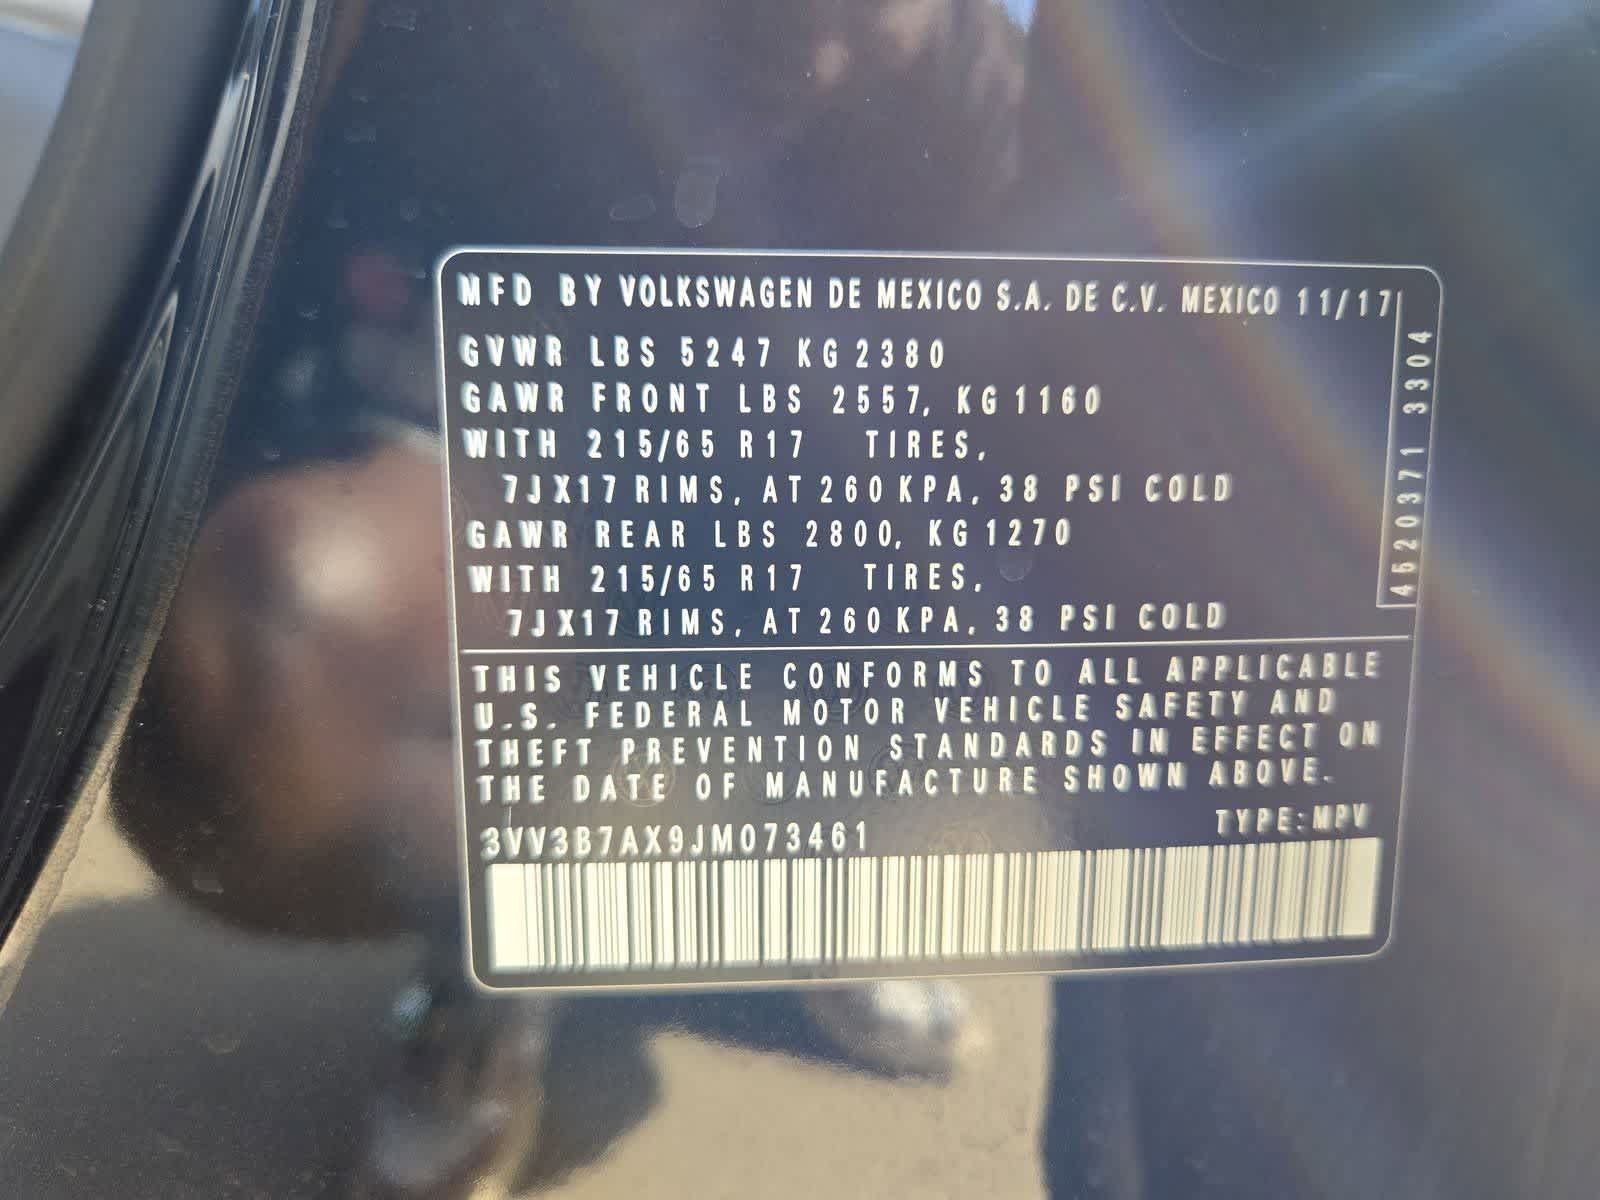 MFD BY VOLKSWAGEN DE MEXICO S.A. DE C.V. MEXICO 11/17
GVWR LBS 5247 KG 2380
GAWR FRONT LBS 2557, KG 1160
WITH 215/65 R17 TIRES,
7JX17 RIMS, AT 260 KPA, 38 PSI COLD
GAWR REAR LBS 2800, KG 1270
WITH 215/65 R17 TIRES,
7JX17 RIMS, AT 260 KPA, 38 PSI COLD
4520371 3304
THIS VEHICLE CONFORMS TO ALL APPLICABLE
U.S. FEDERAL MOTOR VEHICLE SAFETY AND
THEFT PREVENTION STANDARDS IN EFFECT ON
THE DATE OF MANUFACTURE SHOWN ABOVE.
3VV3B7AX9JM073461 TYPE:MPV